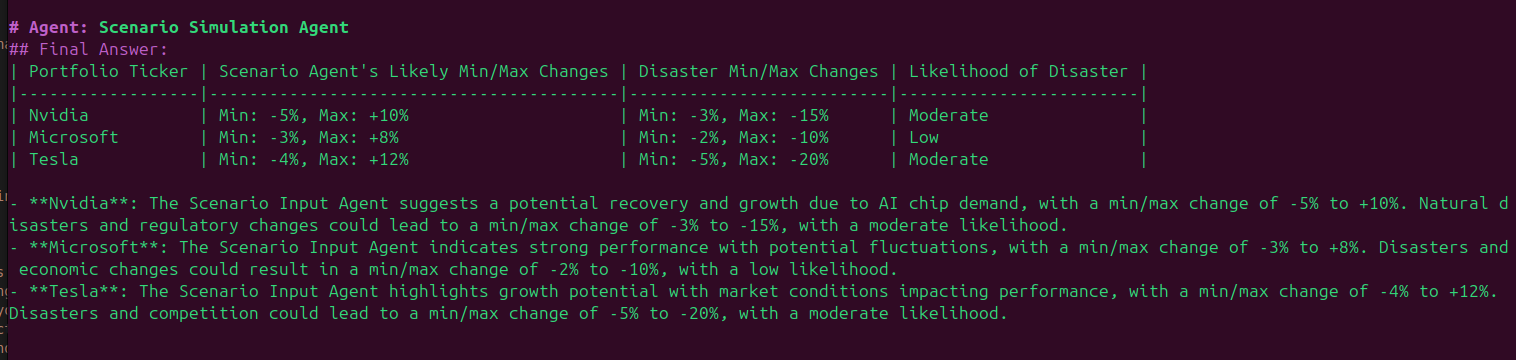 # Agent: Scenario Simulation Agent
## Final Answer:
| Portfolio Ticker | Scenario Agent's Likely Min/Max Changes | Disaster Min/Max Changes | Likelihood of Disaster |
|------------------|-----------------------------------------|--------------------------|------------------------|
| Nvidia           | Min: -5%, Max: +10%                     | Min: -3%, Max: -15%      | Moderate               |
| Microsoft        | Min: -3%, Max: +8%                      | Min: -2%, Max: -10%      | Low                    |
| Tesla            | Min: -4%, Max: +12%                     | Min: -5%, Max: -20%      | Moderate               |
- **Nvidia**: The Scenario Input Agent suggests a potential recovery and growth due to AI chip demand, with a min/max change of -5% to +10%. Natural d
isasters and regulatory changes could lead to a min/max change of -3% to -15%, with a moderate likelihood.
- **Microsoft**: The Scenario Input Agent indicates strong performance with potential fluctuations, with a min/max change of -3% to +8%. Disasters and
 economic changes could result in a min/max change of -2% to -10%, with a low likelihood.
- **Tesla**: The Scenario Input Agent highlights growth potential with market conditions impacting performance, with a min/max change of -4% to +12%.
Disasters and competition could lead to a min/max change of -5% to -20%, with a moderate likelihood.